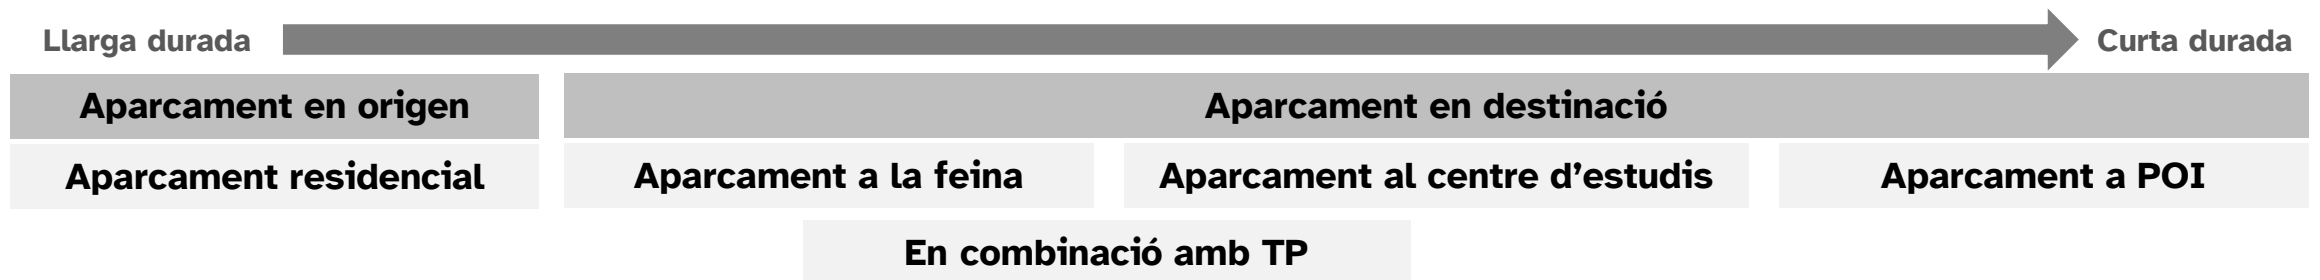 Llarga durada
Curta durada
Aparcament en origen
Aparcament en destinació
Aparcament residencial
Aparcament a la feina
Aparcament al centre d’estudis
Aparcament a POI
En combinació amb TP